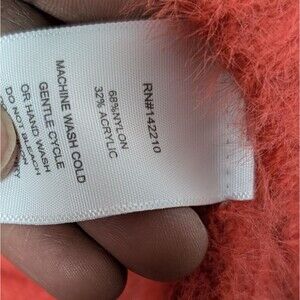 RN#142210
68%NYLON
32% ACRYLIC
MACHINE WASH COLD
GENTLE CYCLE
OR HAND WASH
DO NOT BLEACH